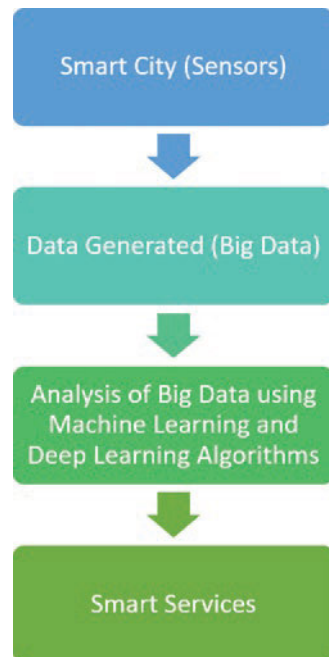 Smart City (Sensors)
Data Generated (Big Data)
Analysis of Big Data using
Machine Learning and
Deep Learning Algorithms
Smart Services